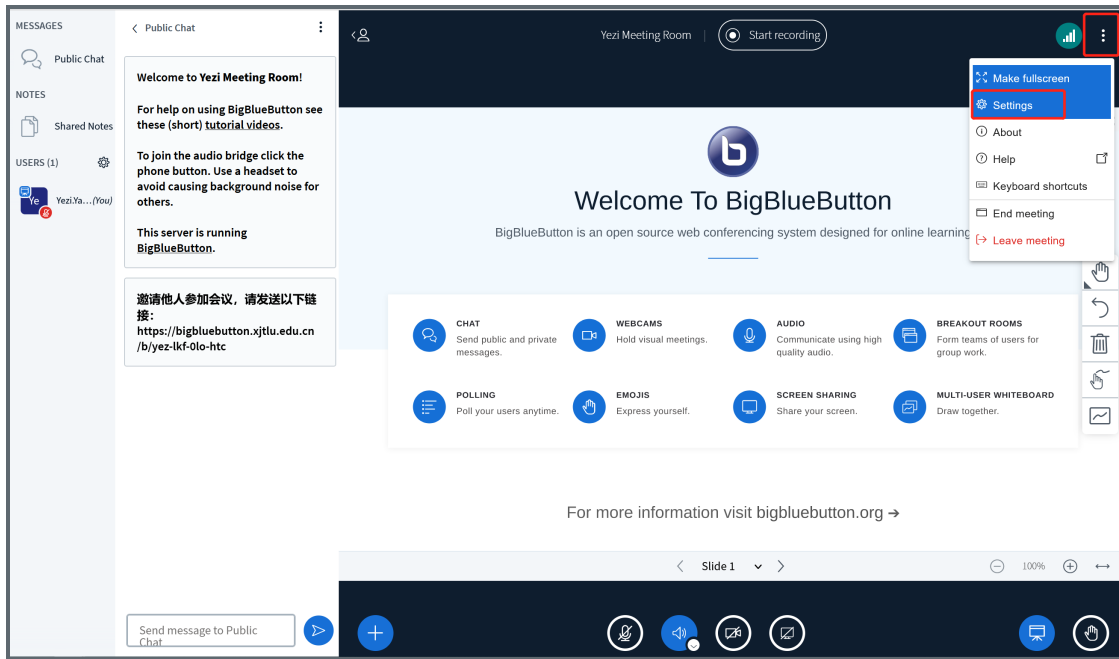 MESSAGES
Public Chat
NOTES
Shared Notes
USERS (1)
Ye
Yezi.Ya...(You)
Public Chat
Welcome to Yezi Meeting Room!
For help on using BigBlueButton see
these (short) tutorial videos.
To join the audio bridge click the
phone button. Use a headset to
avoid causing background noise for
others.
This server is running
BigBlueButton.
邀请他人参加会议，请发送以下链
接：
https://bigbluebutton.xjtlu.edu.cn
/b/yez-lkf-0lo-htc
Send message to Public
Chat
Yezi Meeting Room
Start recording
Make fullscreen
Settings
About
Help
Keyboard shortcuts
End meeting
Leave meeting
Welcome To BigBlueButton
BigBlueButton is an open source web conferencing system designed for online learning
CHAT
Send public and private
messages.
WEBCAMS
Hold visual meetings.
AUDIO
Communicate using high
quality audio.
BREAKOUT ROOMS
Form teams of users for
group work.
POLLING
Poll your users anytime.
EMOJIS
Express yourself.
SCREEN SHARING
Share your screen.
MULTI-USER WHITEBOARD
Draw together.
For more information visit bigbluebutton.org →
Slide 1
100%